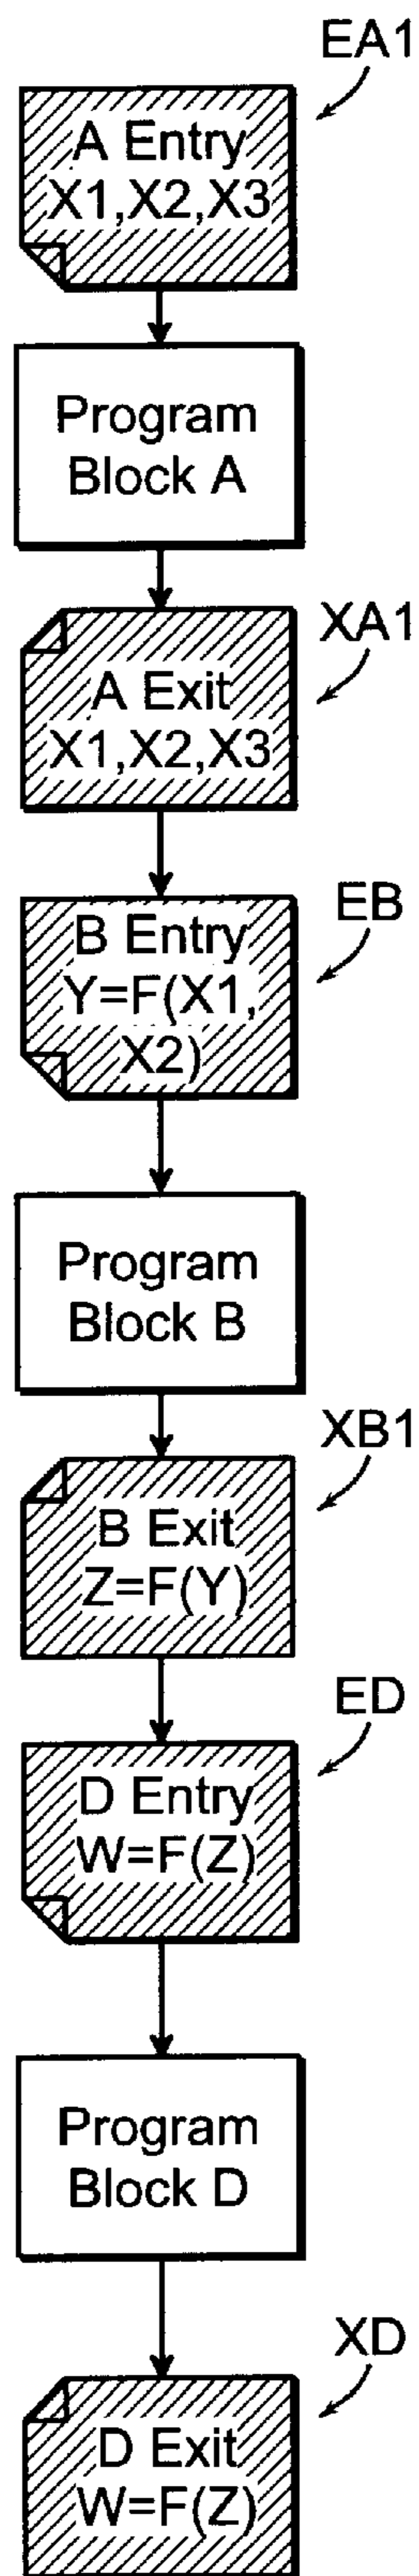 EA1
A Entry
X1,X2,X3
Program
Block A
XA1
A Exit
X1,X2,X3
EB
B Entry
Y=F(X1,
X2)
Program
Block B
XB1
B Exit
Z=F(Y)
ED
D Entry
W=F(Z)
Program
Block D
XD
D Exit
W=F(Z)